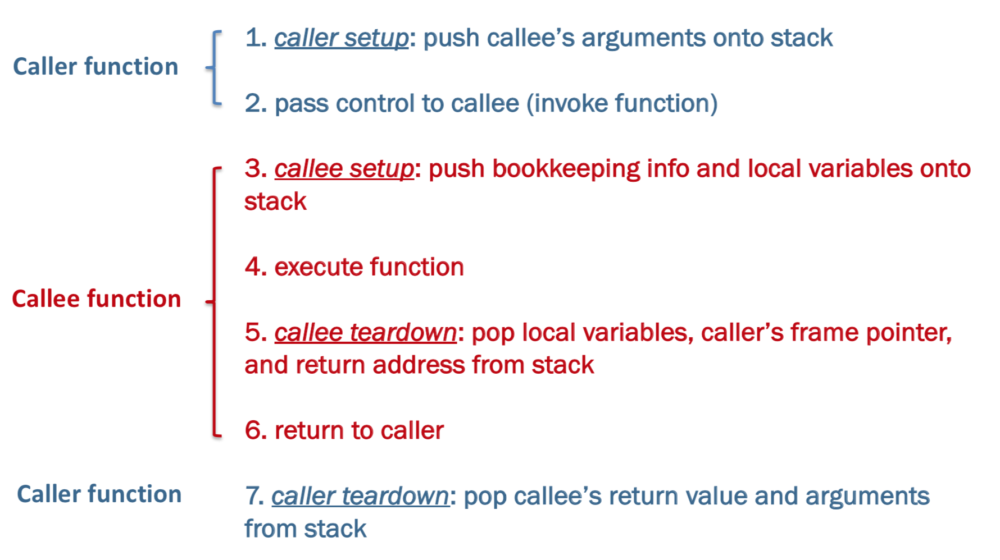 Caller function
1. caller setup: push callee’s arguments onto stack
2. pass control to callee (invoke function)
Callee function
3. callee setup: push bookkeeping info and local variables onto
stack
4. execute function
5. callee teardown: pop local variables, caller’s frame pointer,
and return address from stack
6. return to caller
Caller function
7. caller teardown: pop callee’s return value and arguments
from stack